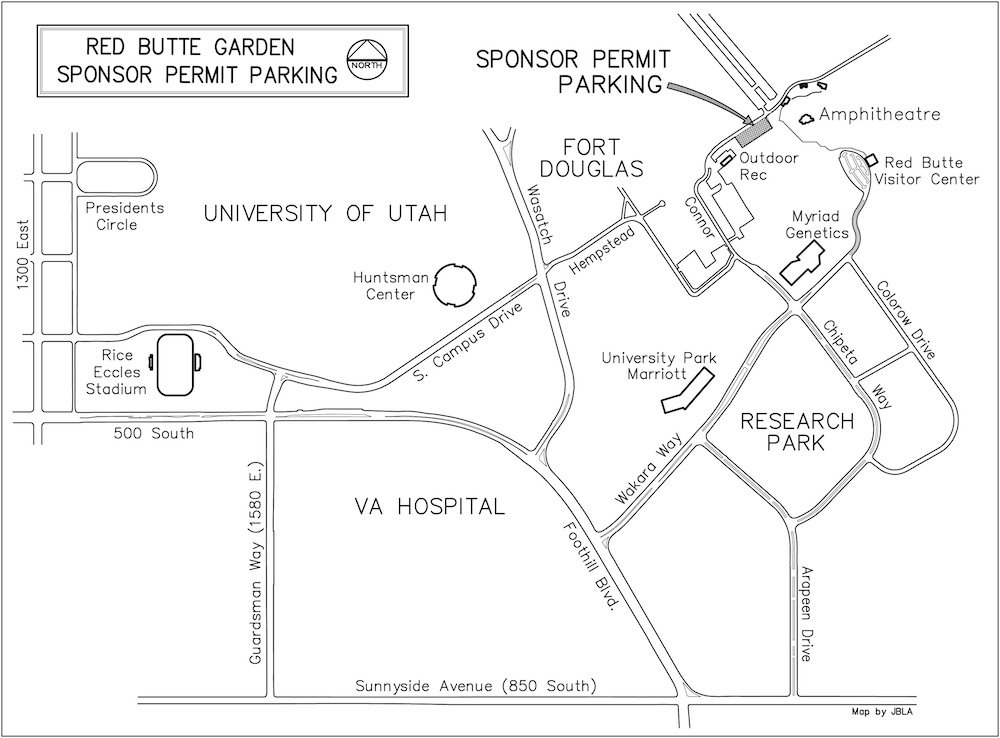 RED BUTTE GARDEN
SPONSOR PERMIT PARKING
NORTH
SPONSOR PERMIT
PARKING
Amphitheatre
FORT
DOUGLAS
Outdoor
Rec
Red Butte
Visitor Center
Presidents
Circle
UNIVERSITY OF UTAH
Wasatch
Drive
Hempstead
Connor
Myriad
Genetics
1300 East
Huntsman
Center
S. Campus Drive
Colorow Drive
Chipeta
Way
Rice
Eccles
Stadium
University Park
Marriott
RESEARCH
PARK
500 South
Wakara Way
VA HOSPITAL
Guardsman Way (1580 E.)
Foothill Blvd.
Arapeen Drive
Sunnyside Avenue (850 South)
Map by JBLA